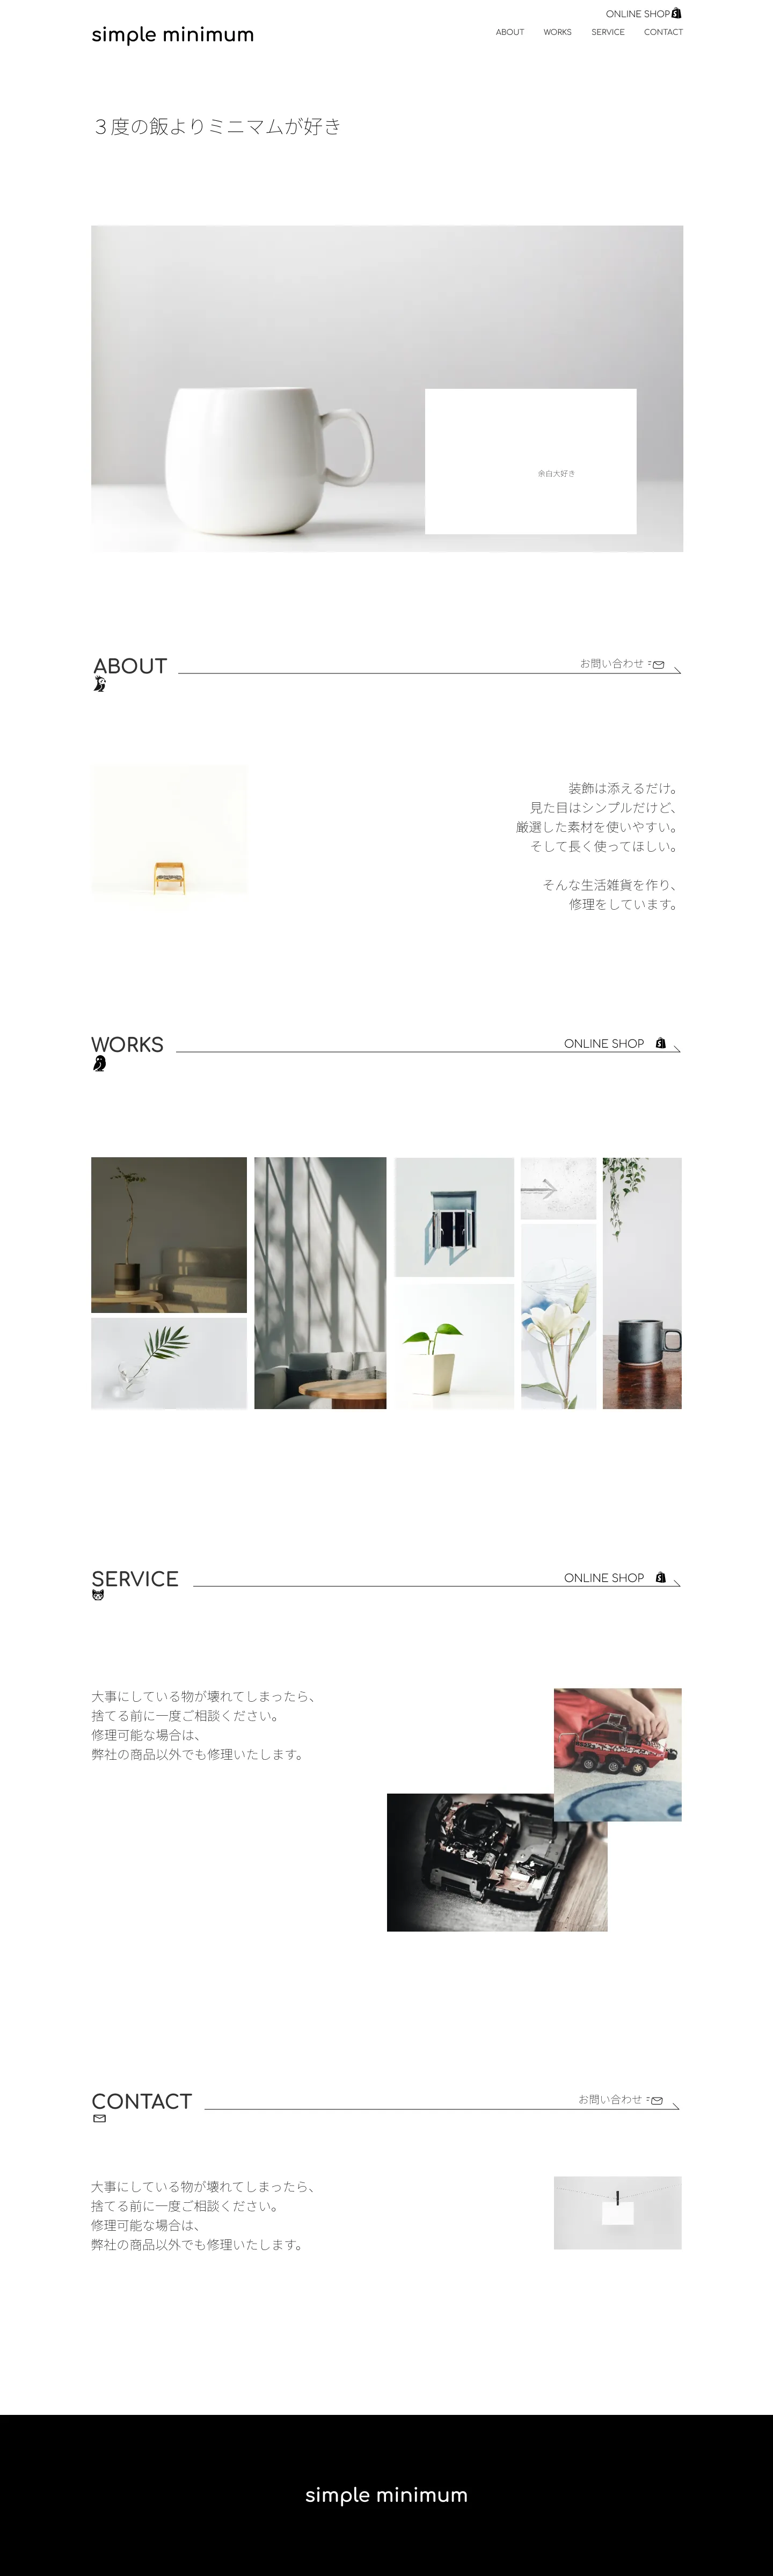 ONLINE SHOP
simple minimum
ABOUT WORKS SERVICE CONTACT
３度の飯よりミニマムが好き
余白大好き
ABOUT
お問い合わせ
装飾は添えるだけ。
見た目はシンプルだけど、
厳選した素材を使いやすい。
そして長く使ってほしい。
そんな生活雑貨を作り、
修理をしています。
WORKS
ONLINE SHOP
SERVICE
ONLINE SHOP
大事にしている物が壊れてしまったら、
捨てる前に一度ご相談ください。
修理可能な場合は、
弊社の商品以外でも修理いたします。
CONTACT
お問い合わせ
大事にしている物が壊れてしまったら、
捨てる前に一度ご相談ください。
修理可能な場合は、
弊社の商品以外でも修理いたします。
simple minimum